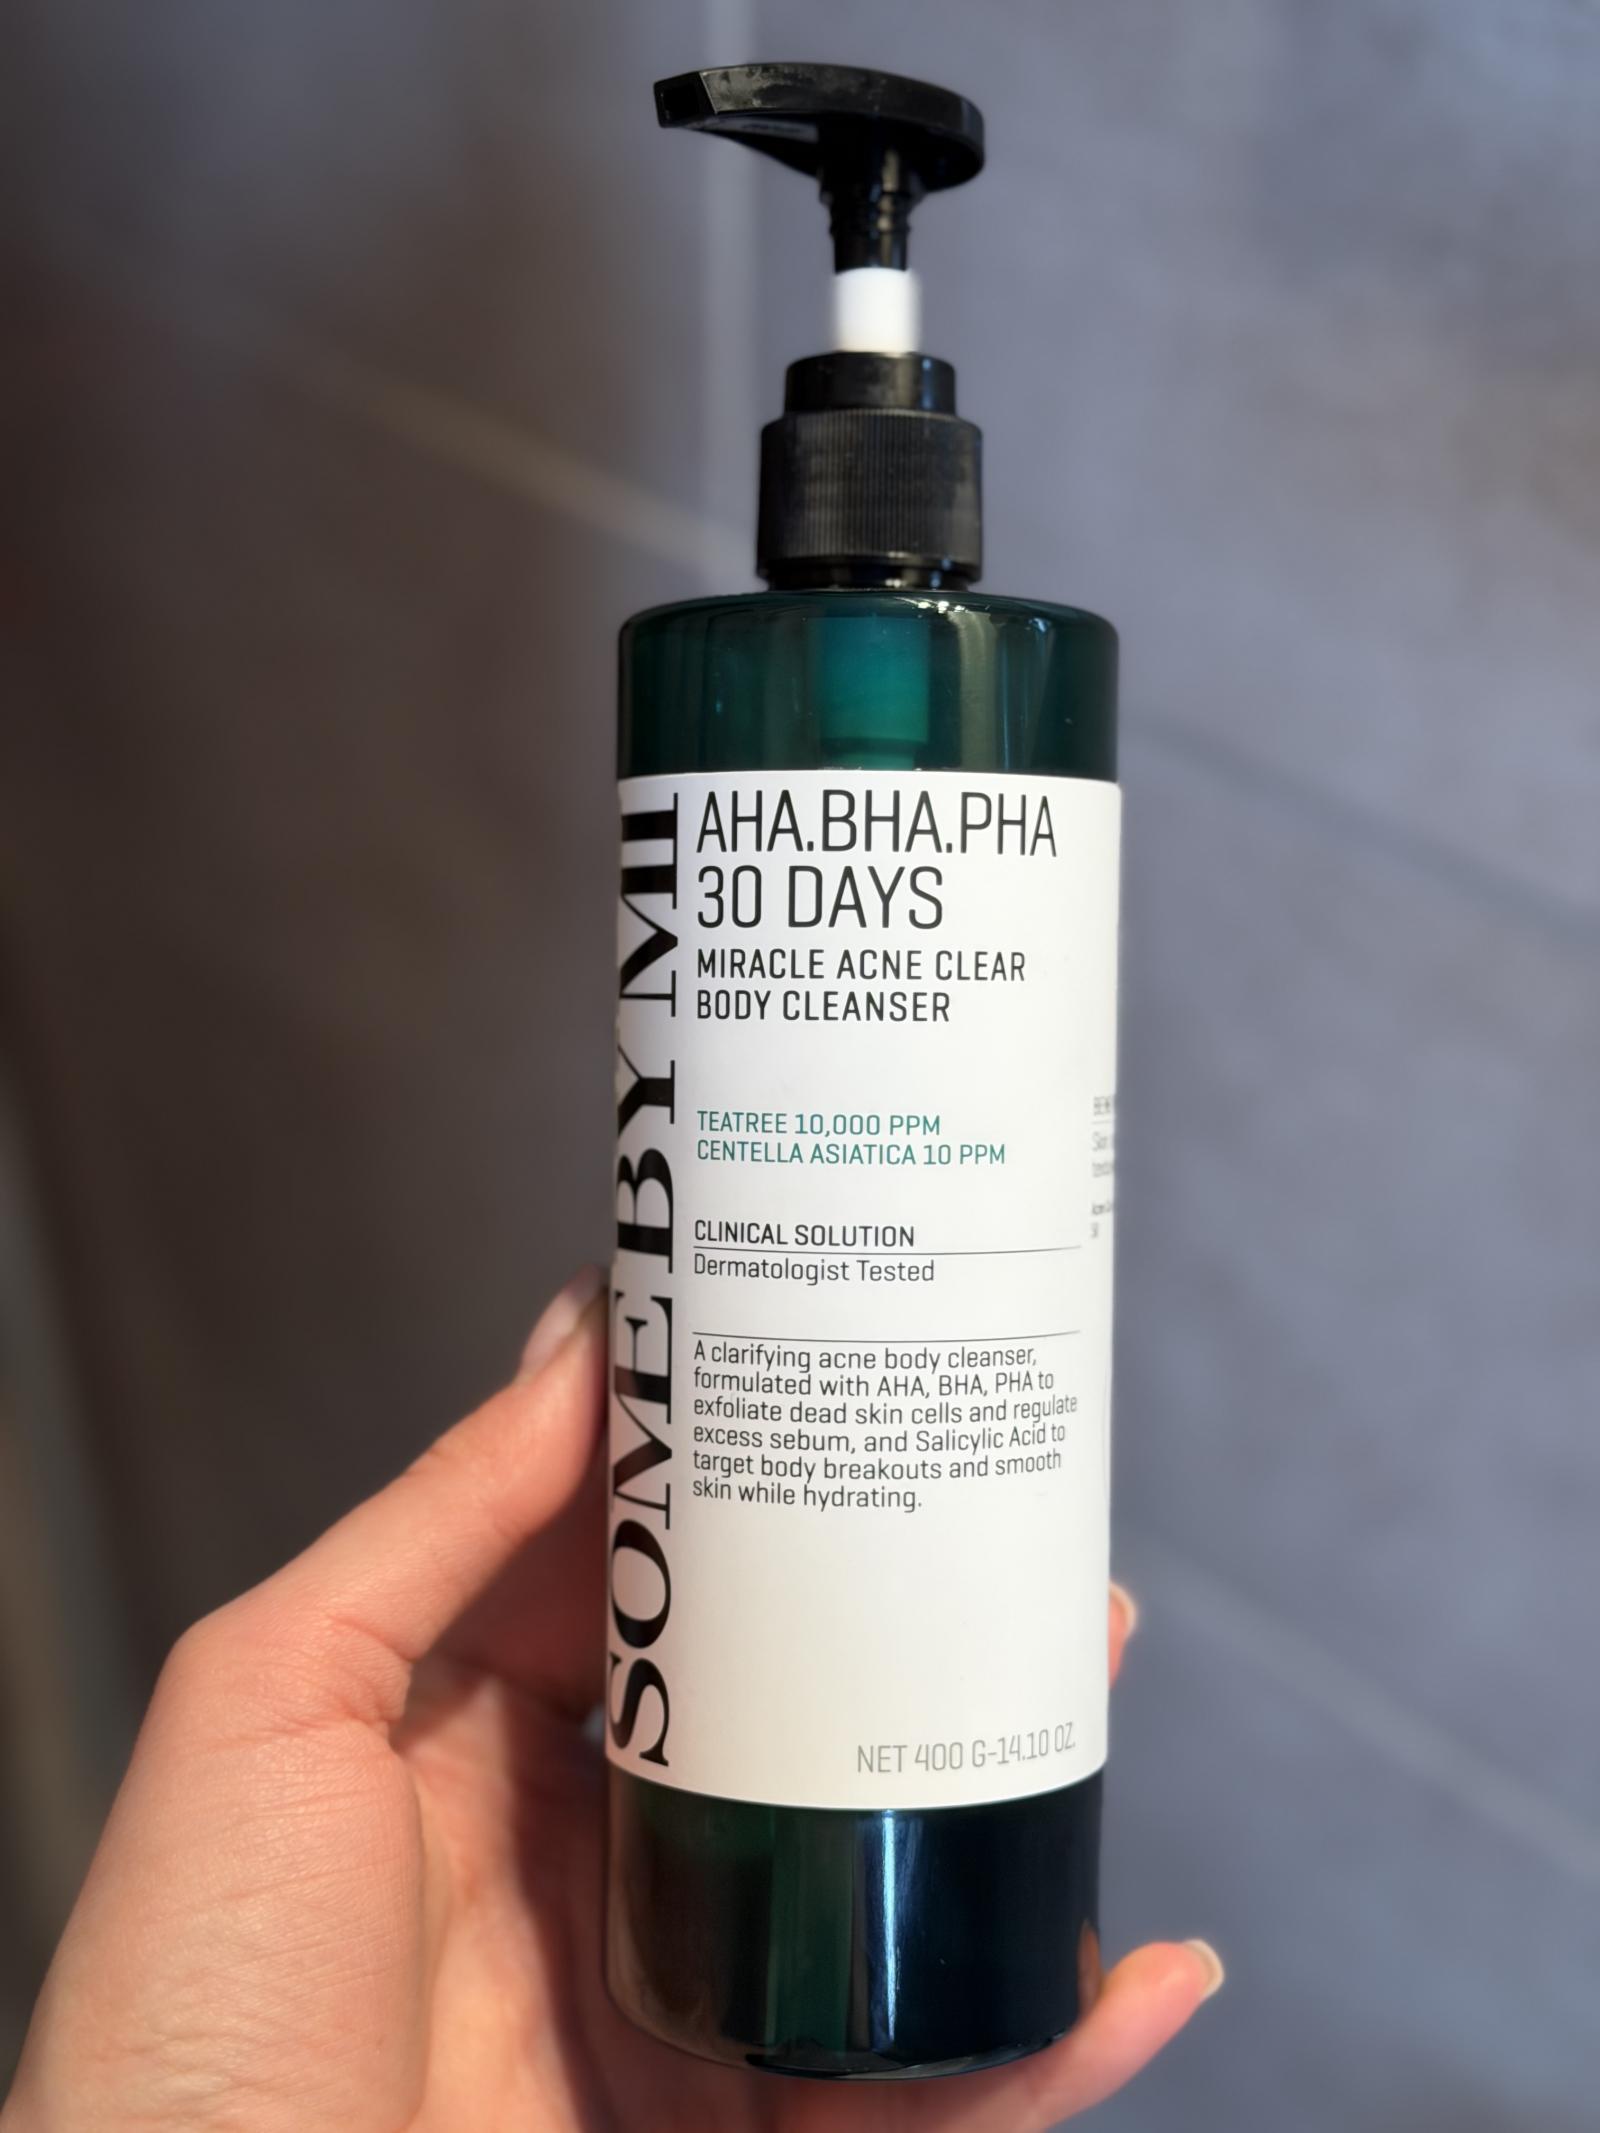 SOMEBYMI
AHA.BHA.PHA
30 DAYS
MIRACLE ACNE CLEAR
BODY CLEANSER
TEATREE 10,000 PPM
CENTELLA ASIATICA 10 PPM
CLINICAL SOLUTION
Dermatologist Tested
A clarifying acne body cleanser,
formulated with AHA, BHA, PHA to
exfoliate dead skin cells and regulate
excess sebum, and Salicylic Acid to
target body breakouts and smooth
skin while hydrating.
NET 400 G-14.10 OZ.